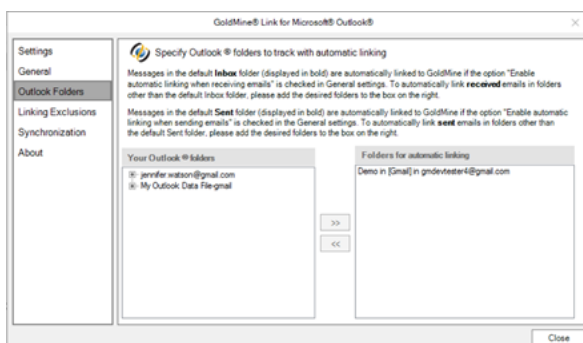 GoldMine® Link for Microsoft® Outlook®
Settings
General
Outlook Folders
Linking Exclusions
Synchronization
About
Specify Outlook ® folders to track with automatic linking
Messages in the default Inbox folder (displayed in bold) are automatically linked to GoldMine if the option "Enable
automatic linking when receiving emails" is checked in General settings. To automatically link received emails in folders
other than the default Inbox folder, please add the desired folders to the box on the right.
Messages in the default Sent folder (displayed in bold) are automatically linked to GoldMine if the option "Enable automatic
linking when sending emails" is checked in the General settings. To automatically link sent emails in folders other than
the default Sent folder, please add the desired folders to the box on the right.
Your Outlook ® folders
jennifer.watson@gmail.com
My Outlook Data File-gmail
>>
<<
Folders for automatic linking
Demo in [Gmail] in gmdevtester4@gmail.com
Close